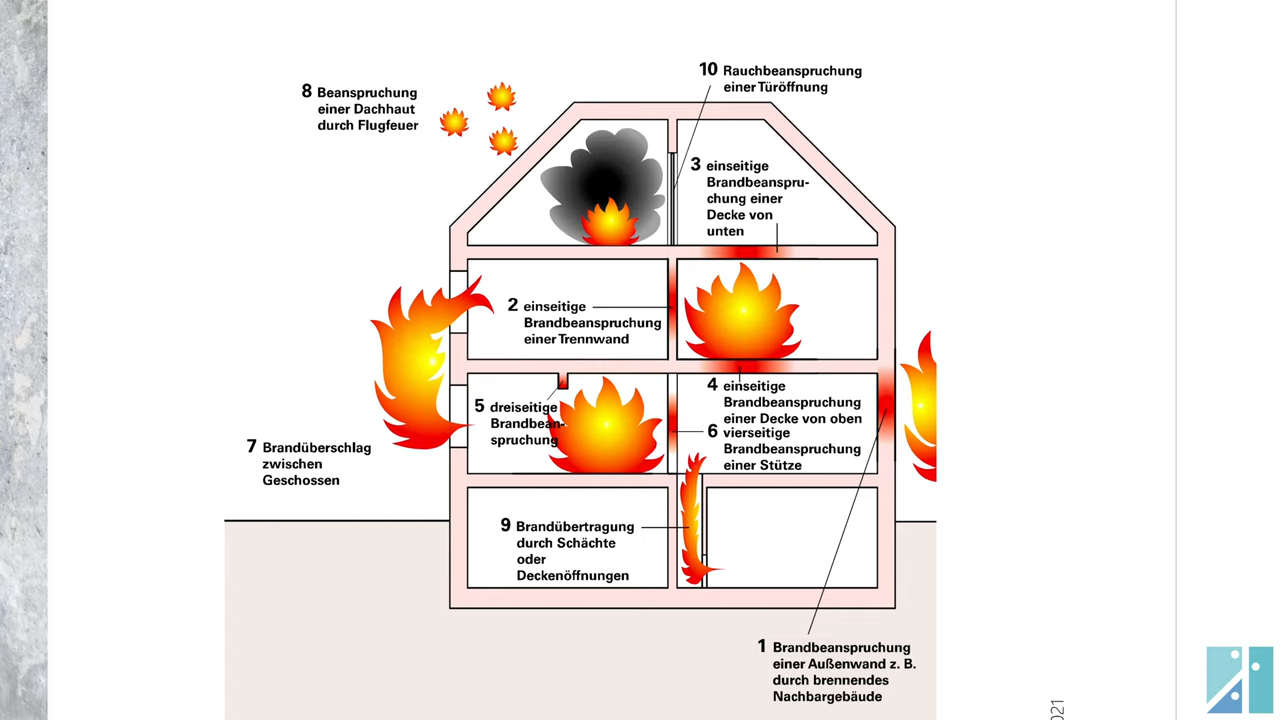 10 Rauchbeanspruchung
einer Türöffnung
8 Beanspruchung
einer Dachhaut
durch Flugfeuer
3 einseitige
Brandbeanspru-
chung einer
Decke von
unten
2 einseitige
Brandbeanspruchung
einer Trennwand
4 einseitige
Brandbeanspruchung
einer Decke von oben
5 dreiseitige
Brandbean-
spruchung
6 vierseitige
Brandbeanspruchung
einer Stütze
7 Brandüberschlag
zwischen
Geschossen
9 Brandübertragung
durch Schächte
oder
Deckenöffnungen
1 Brandbeanspruchung
einer Außenwand z. B.
durch brennendes
Nachbargebäude
021